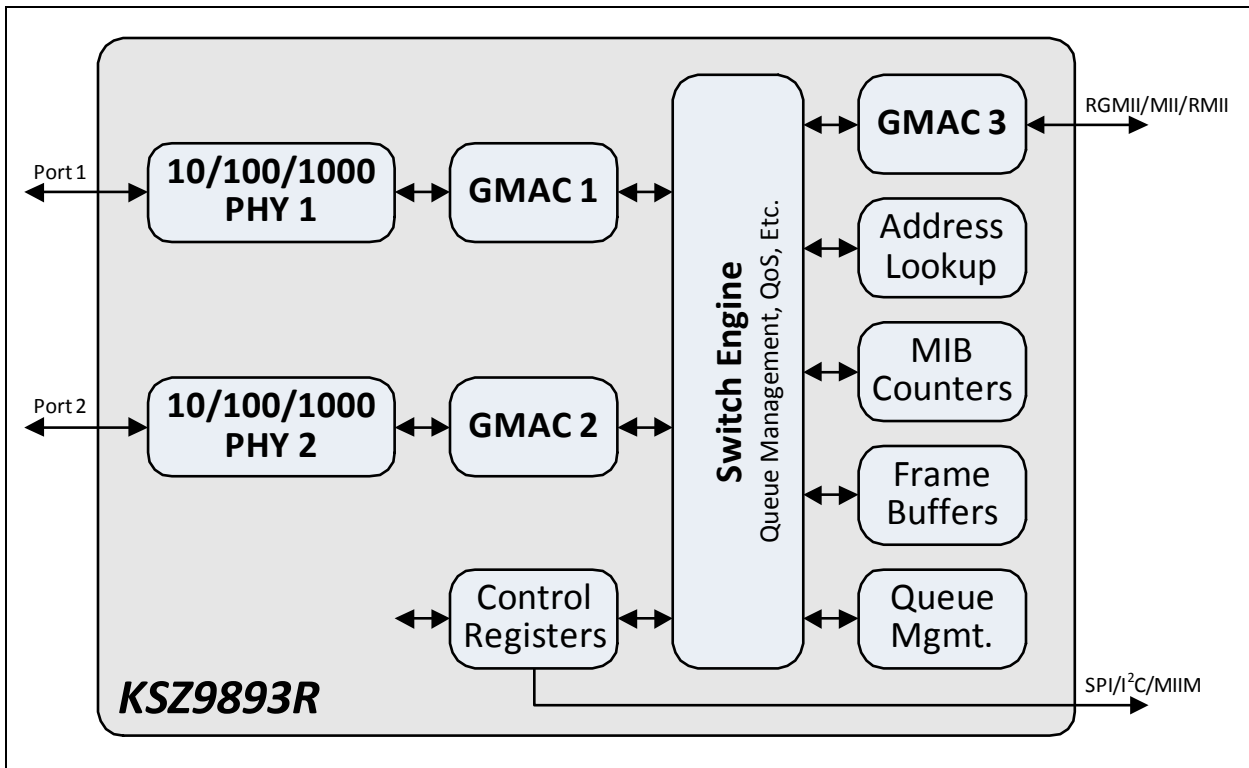 Port 1
10/100/1000
PHY 1
GMAC 1
Port 2
10/100/1000
PHY 2
GMAC 2
Control
Registers
Switch Engine
Queue Management, QoS, Etc.
GMAC 3
RGMII/MII/RMII
Address
Lookup
MIB
Counters
Frame
Buffers
Queue
Mgmt.
SPI/I²C/MIIM
KSZ9893R